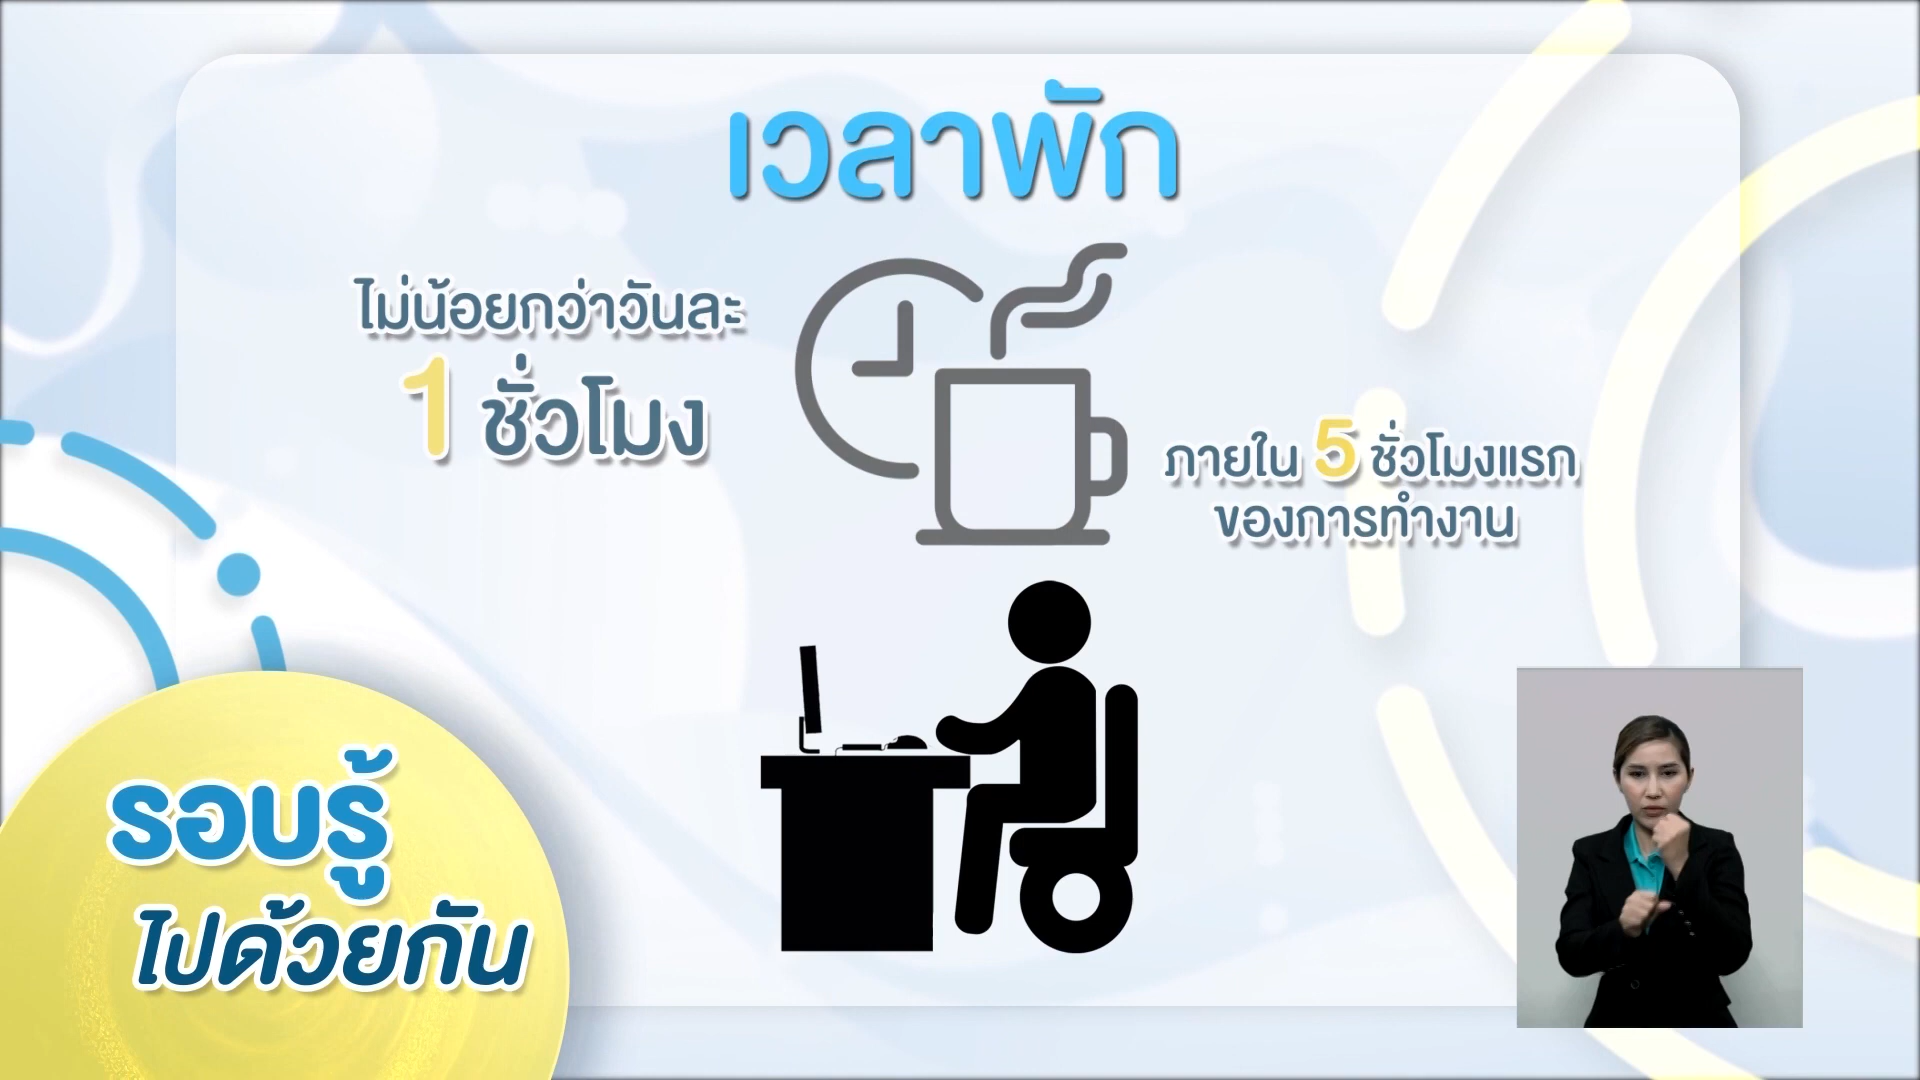 เวลาพัก
ไม่น้อยกว่าวันละ
1 ชั่วโมง
ภายใน 5 ชั่วโมงแรก
ของการทำงาน
รอบรู้
ไปด้วยกัน